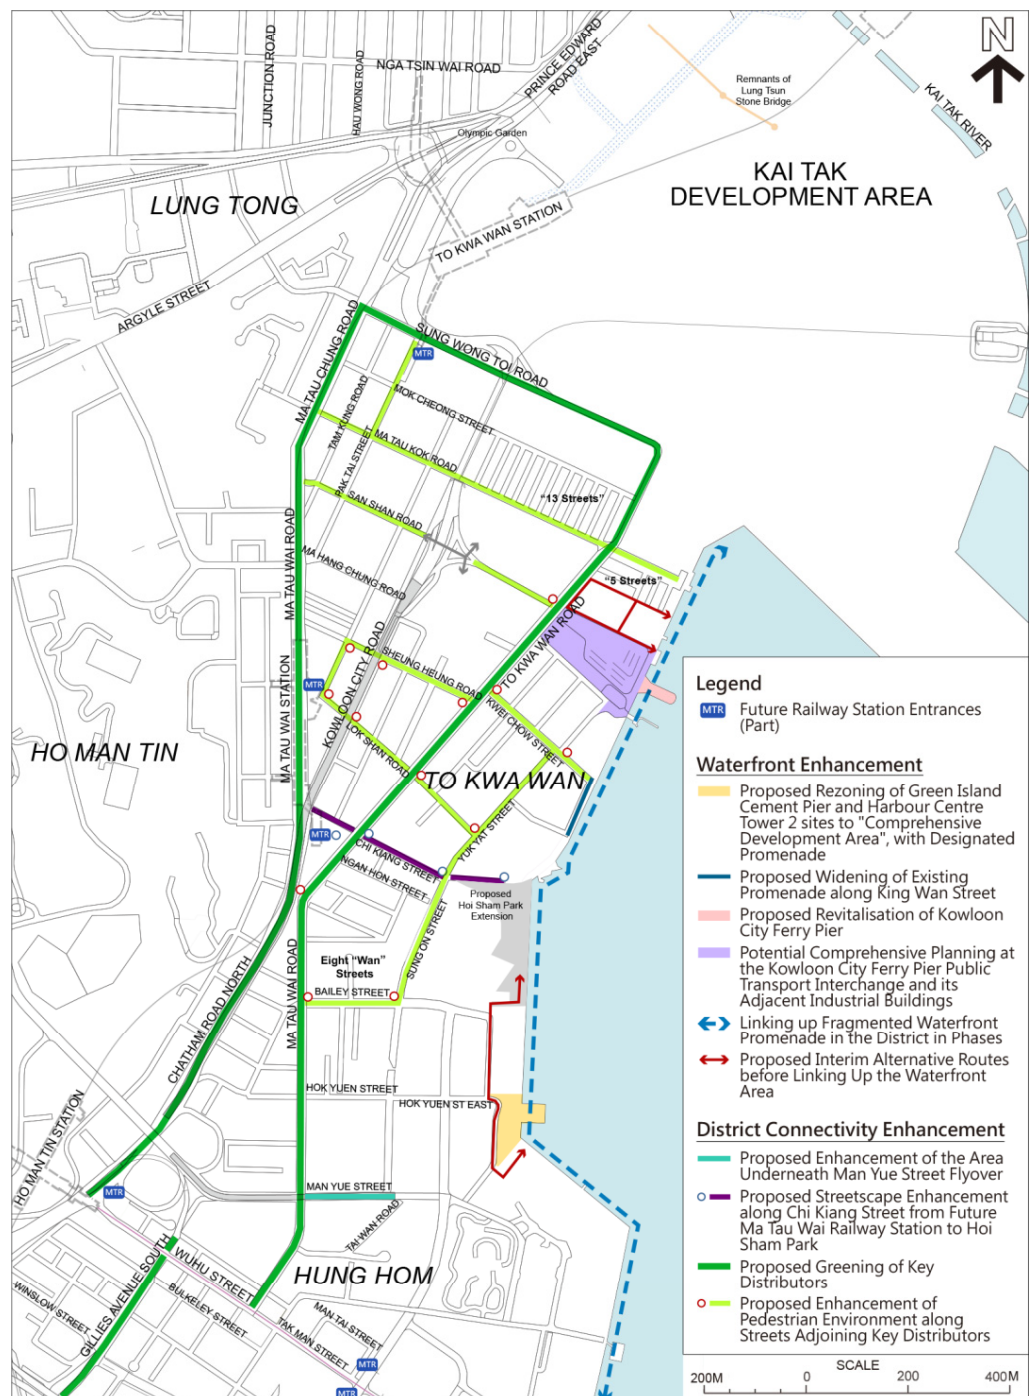 N
NGA TSIN WAI ROAD
JUNCTION ROAD
HAU WONG ROAD
PRINCE EDWARD
ROAD EAST
Remnants of
Lung Tsun
Stone Bridge
KAI TAK RIVER
Olympic Garden
KAI TAK
DEVELOPMENT AREA
LUNG TONG
TO KWA WAN STATION
ARGYLE STREET
MA TAU CHUNG ROAD
SUNG WONG TOI ROAD
MTR
TAM KUNG ROAD
MOK CHEONG STREET
PAK TAI STREET
MA TAU KOK ROAD
"13 Streets"
SAN SHAN ROAD
MA TAU WAI ROAD
MA HANG CHUNG ROAD
"5 Streets"
TO KWA WAN ROAD
SHEUNG HEUNG ROAD
KOWLOON CITY ROAD
MTR
MA TAU WAI STATION
KWEI CHOW STREET
LOK SHAN ROAD
HO MAN TIN
TO KWA WAN
YUK YAT STREET
MTR
CHI KIANG STREET
NGAN HON STREET
Proposed
Hoi Sham Park
Extension
SUNG ON STREET
Eight "Wan"
Streets
BAILEY STREET
MA TAU WAI ROAD
CHATHAM ROAD NORTH
HOK YUEN STREET
HOK YUEN ST EAST
HO MAN TIN STATION
MTR
MAN YUE STREET
TAI WAN ROAD
WUHU STREET
HUNG HOM
GILLIES AVENUE SOUTH
WINSLOW STREET
BULKELEY STREET
TAK MAN STREET
MAN TAI STREET
MTR
MTR
Legend
MTR Future Railway Station Entrances
(Part)
Waterfront Enhancement
Proposed Rezoning of Green Island
Cement Pier and Harbour Centre
Tower 2 sites to "Comprehensive
Development Area", with Designated
Promenade
Proposed Widening of Existing
Promenade along King Wan Street
Proposed Revitalisation of Kowloon
City Ferry Pier
Potential Comprehensive Planning at
the Kowloon City Ferry Pier Public
Transport Interchange and its
Adjacent Industrial Buildings
Linking up Fragmented Waterfront
Promenade in the District in Phases
Proposed Interim Alternative Routes
before Linking Up the Waterfront
Area
District Connectivity Enhancement
Proposed Enhancement of the Area
Underneath Man Yue Street Flyover
Proposed Streetscape Enhancement
along Chi Kiang Street from Future
Ma Tau Wai Railway Station to Hoi
Sham Park
Proposed Greening of Key
Distributors
Proposed Enhancement of
Pedestrian Environment along
Streets Adjoining Key Distributors
SCALE
200M 0 200 400M